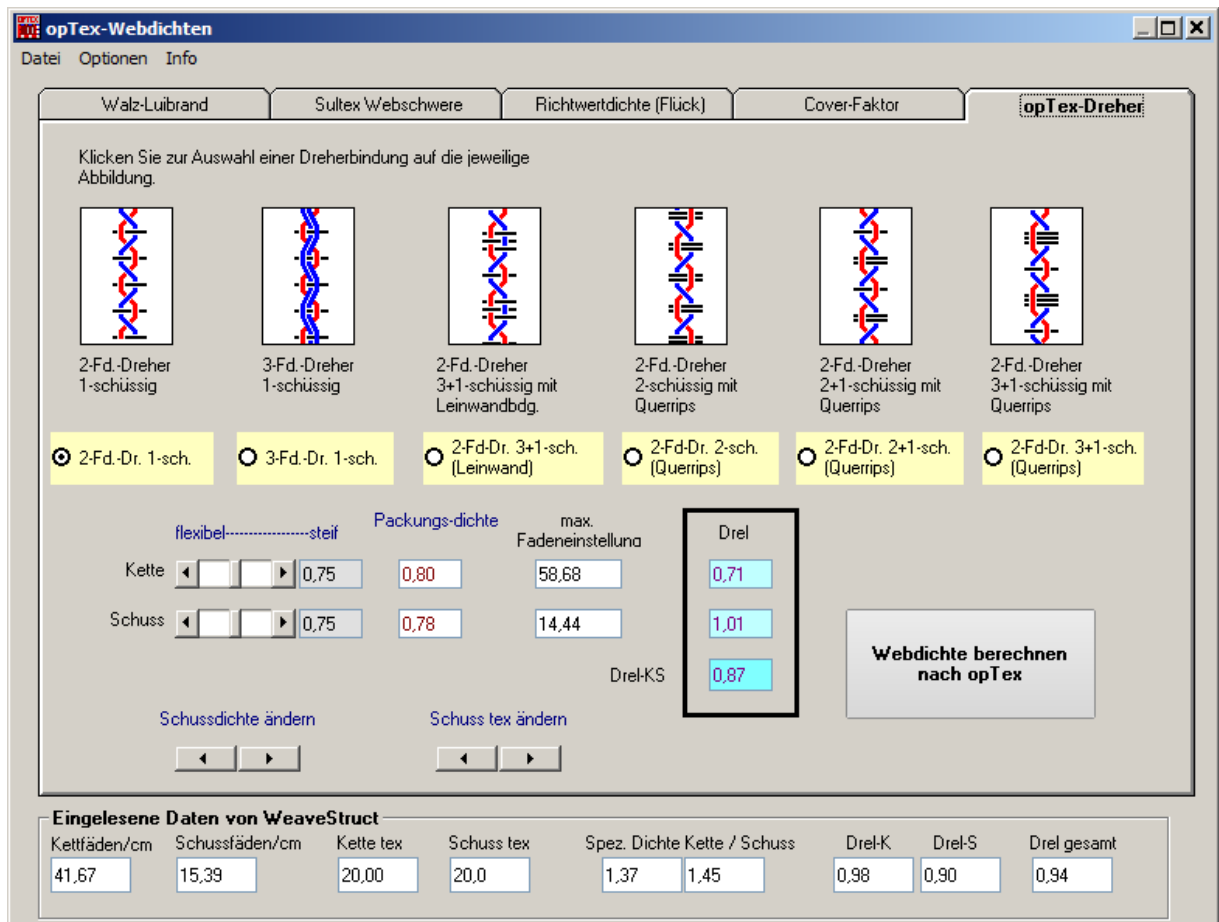 opTex-Webdichten
Datei Optionen Info
Walz-Luibrand Sultex Webschwere Richtwertdichte (Flück) Cover-Faktor opTex-Dreher
Klicken Sie zur Auswahl einer Dreherbindung auf die jeweilige
Abbildung.
2-Fd.-Dreher 3-Fd.-Dreher 2-Fd.-Dreher 2-Fd.-Dreher 2-Fd.-Dreher 2-Fd.-Dreher
1-schüssig 1-schüssig 3+1-schüssig mit 2-schüssig mit 2+1-schüssig mit 3+1-schüssig mit
Leinwandbdg. Querrips Querrips Querrips
2-Fd.-Dr. 1-sch. 3-Fd.-Dr. 1-sch. 2-Fd-Dr. 3+1-sch. 2-Fd-Dr. 2-sch. 2-Fd-Dr. 2+1-sch. 2-Fd-Dr. 3+1-sch.
(Leinwand) (Querrips) (Querrips) (Querrips)
flexibel------------------steif Packungs-dichte max. Drel
Fadeneinstellung
Kette 0,75 0,80 58,68 0,71
Schuss 0,75 0,78 14,44 1,01
Drel-KS 0,87
Webdichte berechnen
nach opTex
Schussdichte ändern Schuss tex ändern
Eingelesene Daten von WeaveStruct
Kettfäden/cm Schussfäden/cm Kette tex Schuss tex Spez. Dichte Kette / Schuss Drel-K Drel-S Drel gesamt
41,67 15,39 20,00 20,0 1,37 1,45 0,98 0,90 0,94